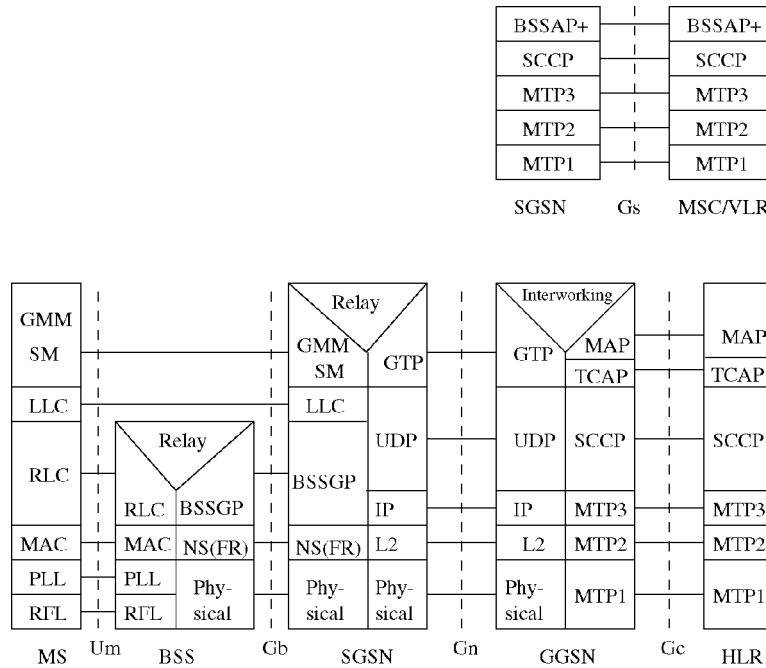 BSSAP+ BSSAP+
SCCP SCCP
MTP3 MTP3
MTP2 MTP2
MTP1 MTP1
SGSN Gs MSC/VLR
Relay Interworking
GMM
SM
GMM
SM
GTP GTP MAP MAP
TCAP TCAP
LLC LLC
Relay
UDP UDP SCCP SCCP
RLC
BSSGP
RLC BSSGP IP IP MTP3 MTP3
MAC MAC NS(FR) NS(FR) L2 L2 MTP2 MTP2
PLL PLL
Phy-
sical
Phy-
sical
Phy-
sical
Phy-
sical
MTP1 MTP1
RFL RFL
MS Um BSS Gb SGSN Gn GGSN Gc HLR